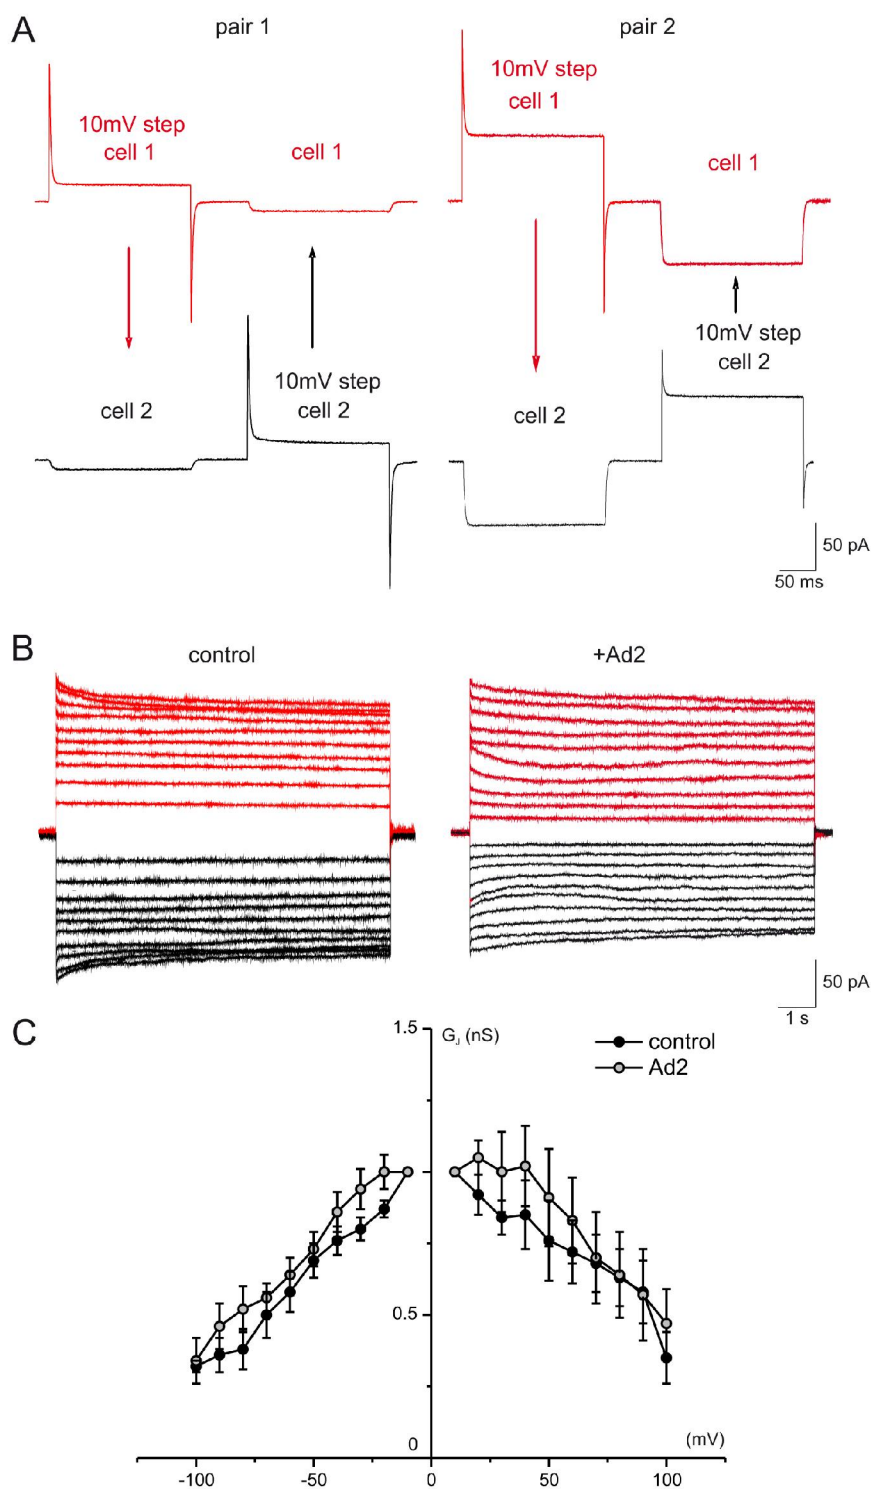 A
pair 1
pair 2
10mV step
cell 1
cell 1
10mV step
cell 1
cell 1
cell 2
10mV step
cell 2
cell 2
10mV step
cell 2
50 pA
50 ms
B
control
+Ad2
50 pA
1 s
C
1.5
GJ (nS)
control
Ad2
0.5
0
(mV)
-100
-50
0
50
100